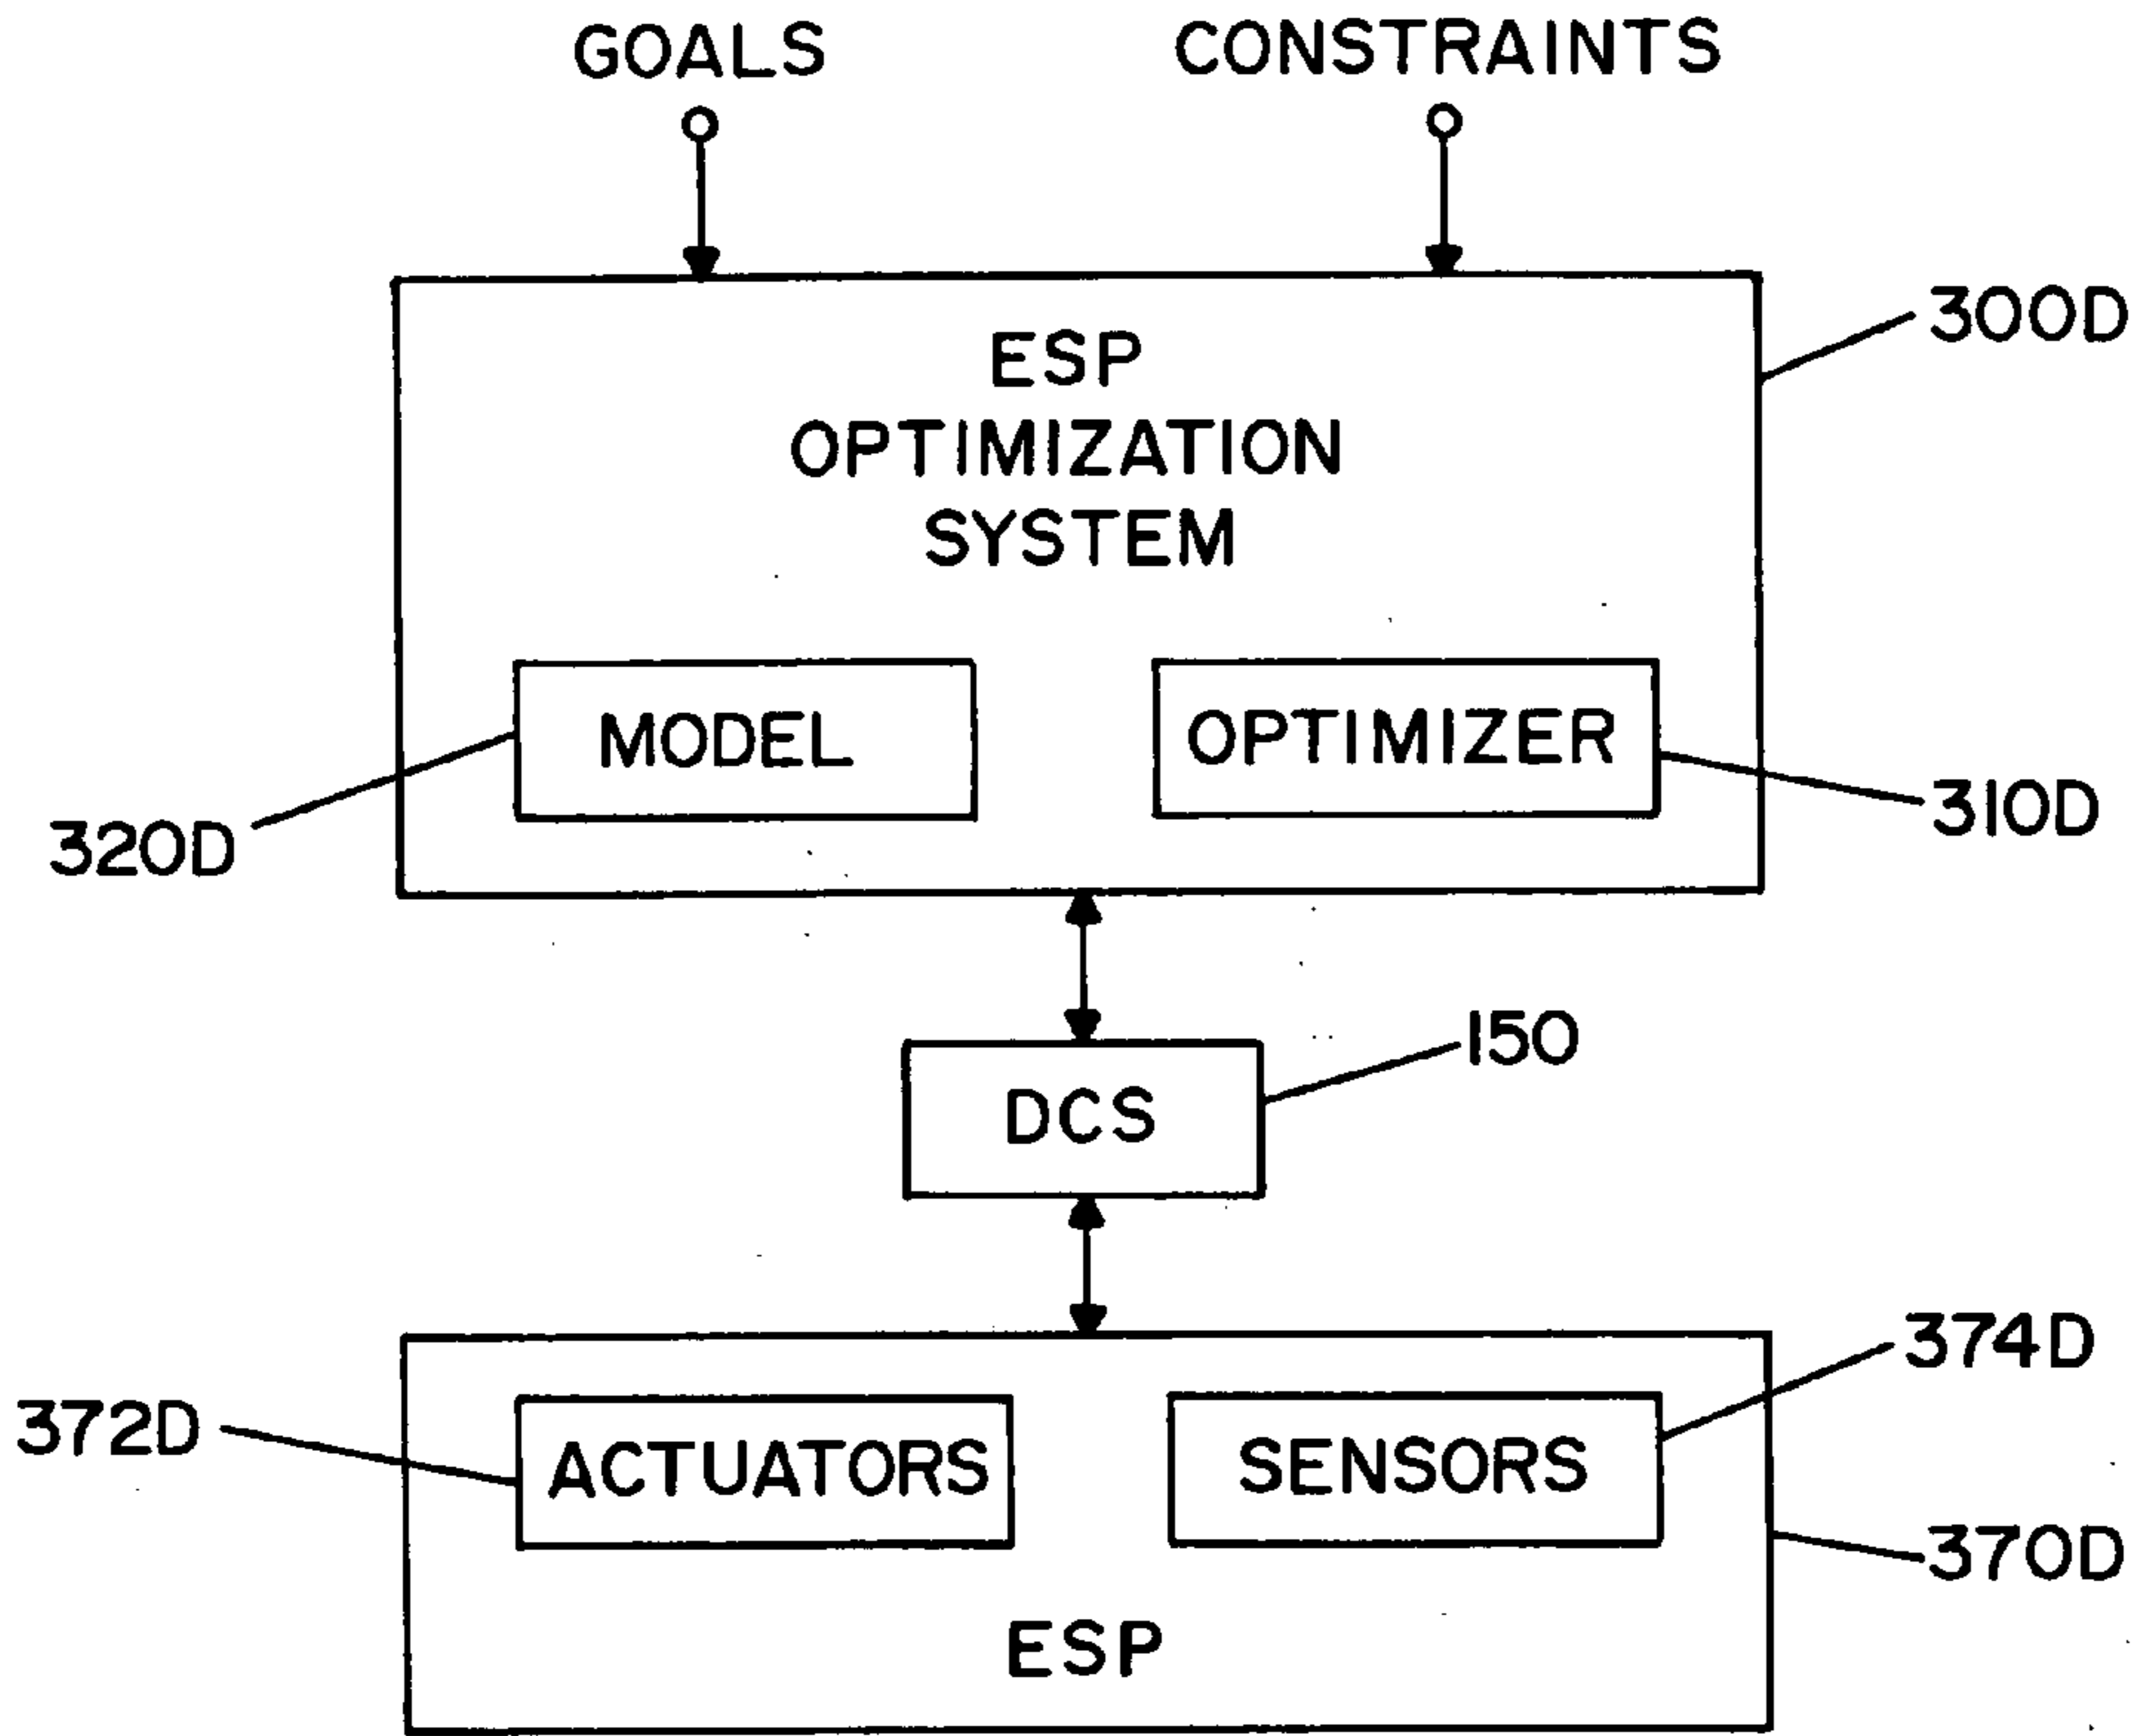 GOALS
CONSTRAINTS
300D
ESP
OPTIMIZATION
SYSTEM
MODEL
OPTIMIZER
320D
310D
150
DCS
374D
372D
ACTUATORS
SENSORS
370D
ESP